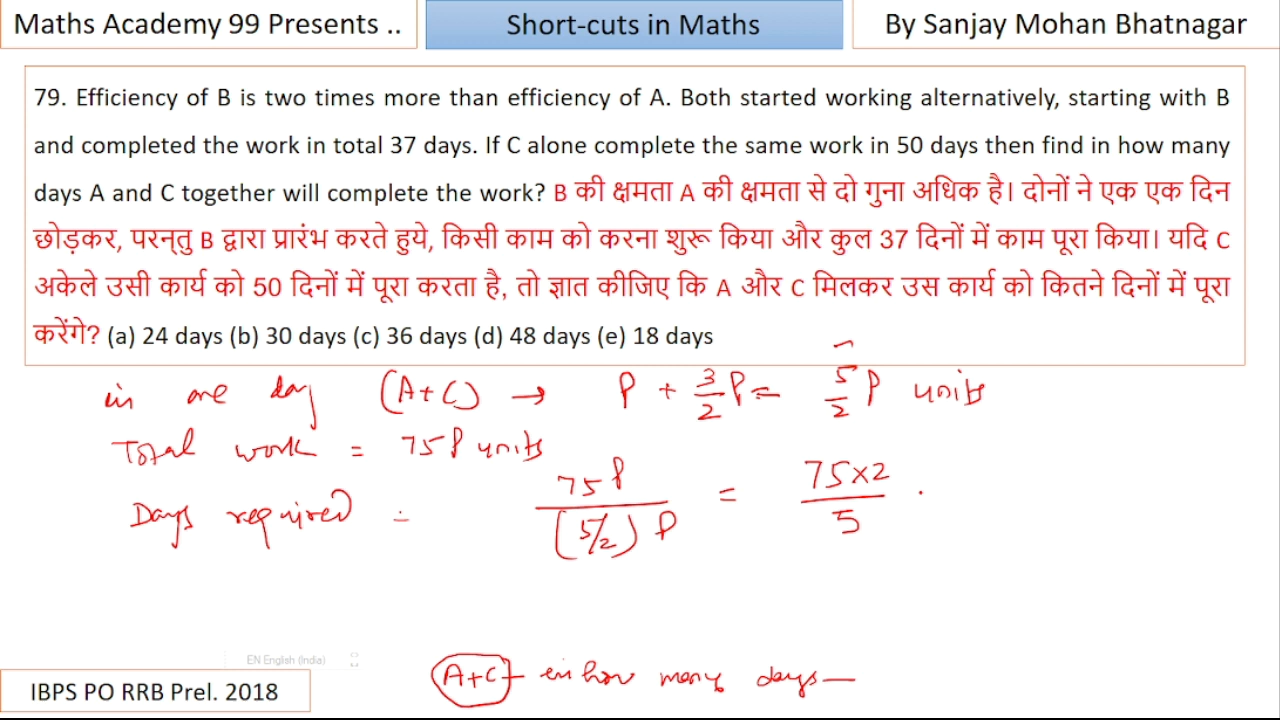 Maths Academy 99 Presents ..
Short-cuts in Maths
By Sanjay Mohan Bhatnagar
79. Efficiency of B is two times more than efficiency of A. Both started working alternatively, starting with B
and completed the work in total 37 days. If C alone complete the same work in 50 days then find in how many
days A and C together will complete the work? B की क्षमता A की क्षमता से दो गुना अधिक है। दोनों ने एक एक दिन
छोड़कर, परन्तु B द्वारा प्रारंभ करते हुये, किसी काम को करना शुरू किया और कुल 37 दिनों में काम पूरा किया। यदि C
अकेले उसी कार्य को 50 दिनों में पूरा करता है, तो ज्ञात कीजिए कि A और C मिलकर उस कार्य को कितने दिनों में पूरा
करेंगे? (a) 24 days (b) 30 days (c) 36 days (d) 48 days (e) 18 days
in one day (A+C) → P + 3/2 P = 5/2 P units
Total work = 75P units
Days required = 75P / (5/2) P = 75×2 / 5
EN English (India)
A+C – in how many days –
IBPS PO RRB Prel. 2018